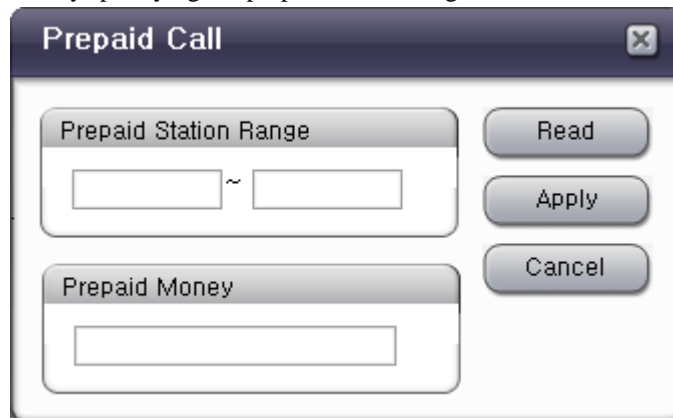 Prepaid Call
Prepaid Station Range
~
Read
Apply
Cancel
Prepaid Money